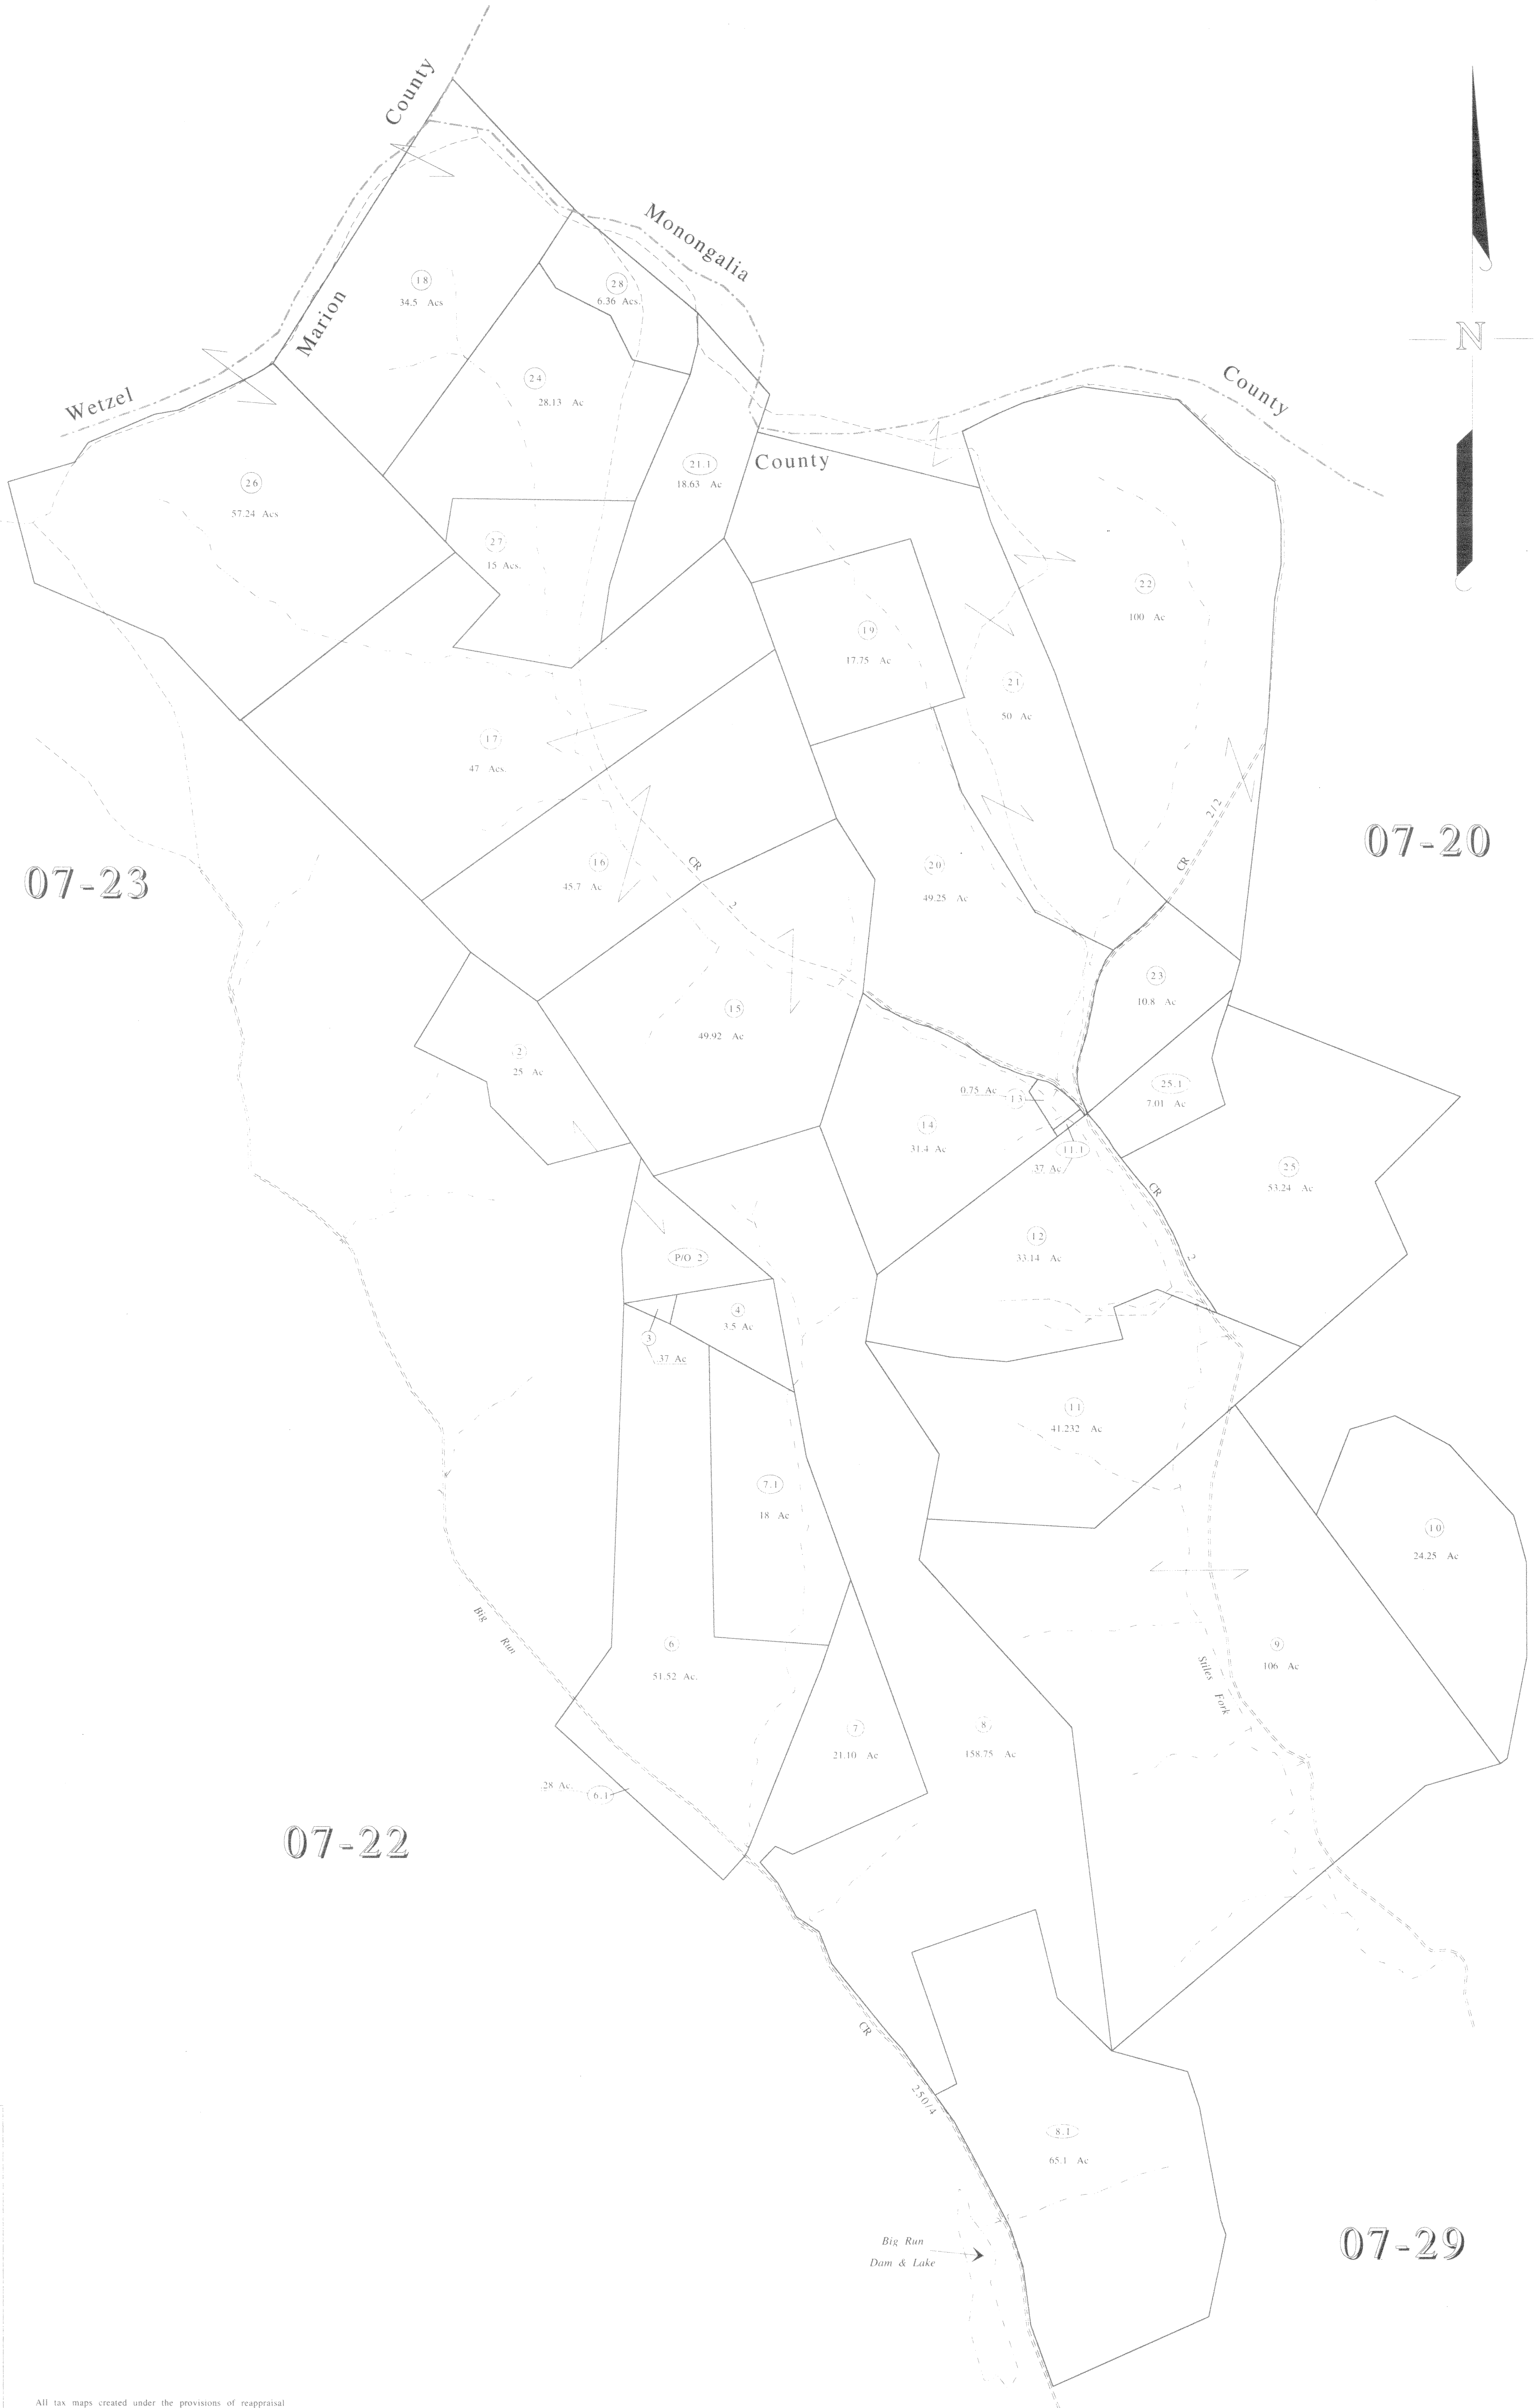 County
Monongalia
18
34.5 Acs
28
6.36 Acs.
Marion
N
Wetzel
24
28.13 Ac
County
County
21.1
18.63 Ac
26
57.24 Acs
27
15 Acs.
22
100 Ac
19
17.75 Ac
21
50 Ac
17
47 Acs.
2/2
CR
07-23
07-20
16
45.7 Ac
CR
2
20
49.25 Ac
23
10.8 Ac
15
49.92 Ac
2
25 Ac
0.75 Ac
13
25.1
7.01 Ac
14
31.4 Ac
11.1
.37 Ac
25
53.24 Ac
CR
2
12
33.14 Ac
P/O 2
4
3.5 Ac
3
.37 Ac
11
41.232 Ac
7.1
18 Ac
10
24.25 Ac
Big Run
6
51.52 Ac.
9
106 Ac
Stiles Fork
7
21.10 Ac
8
158.75 Ac
.28 Ac.
6.1
07-22
CR
250/4
8.1
65.1 Ac
Big Run
Dam & Lake
07-29
All tax maps created under the provisions of reappraisal